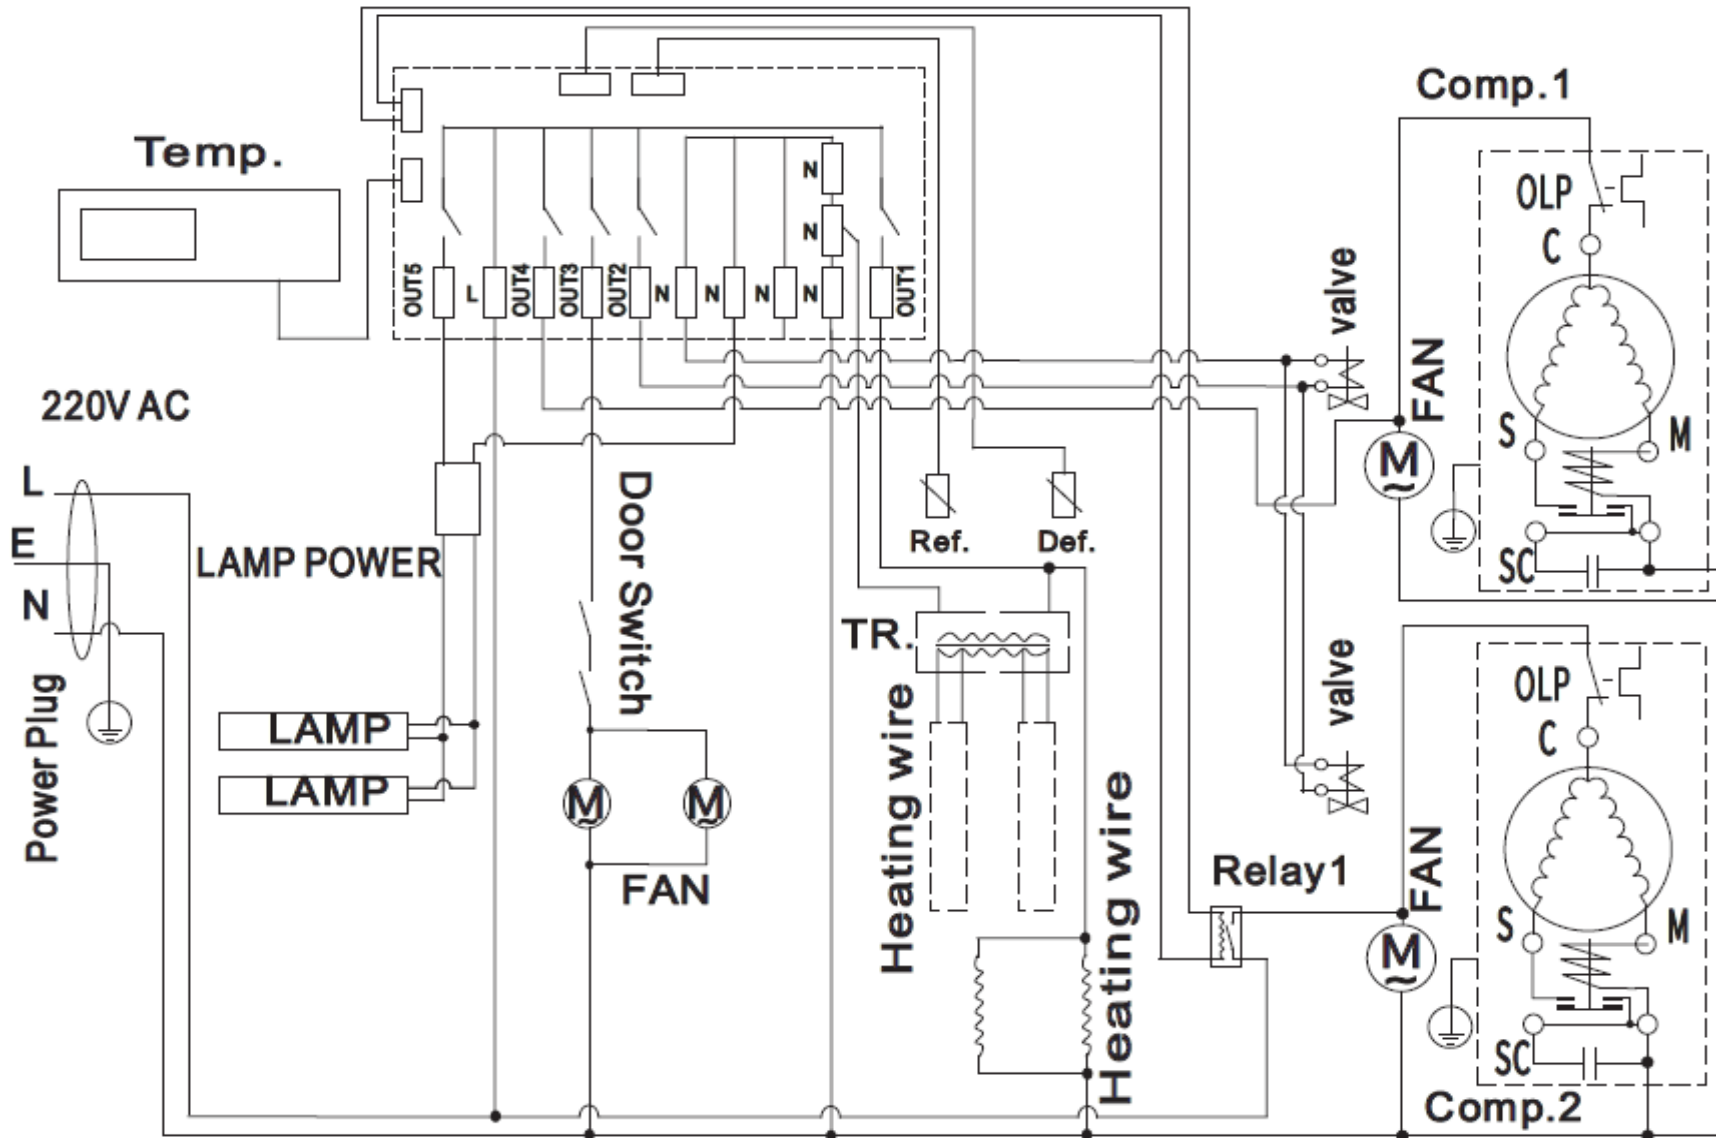 Comp.1
Temp.
OLP
C
N
N
OUT5
L
OUT4
OUT3
OUT2
N
N
N
N
OUT1
valve
FAN
220V AC
S
M
M
~
L
Door Switch
Ref.
Def.
E
LAMP POWER
SC
N
TR.
valve
OLP
Power Plug
LAMP
C
Heating wire
LAMP
M
~
M
~
Heating wire
FAN
Relay1
FAN
S
M
M
~
SC
Comp.2